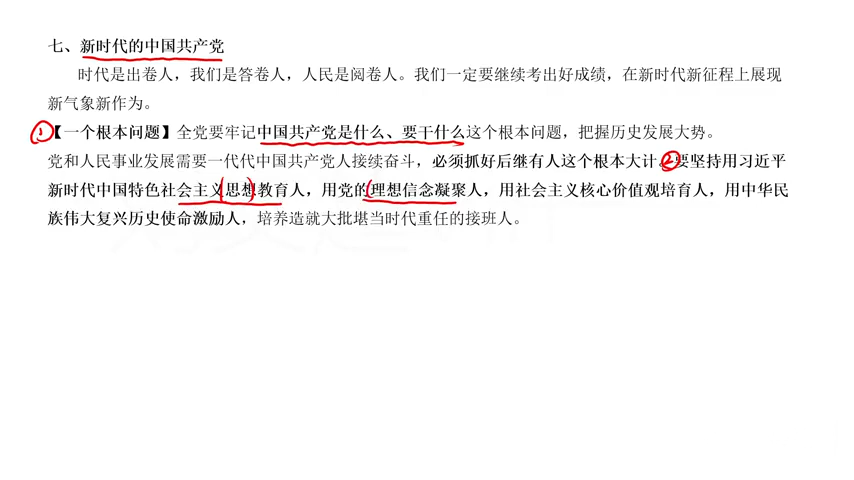 七、新时代的中国共产党
时代是出卷人，我们是答卷人，人民是阅卷人。我们一定要继续考出好成绩，在新时代新征程上展现
新气象新作为。
①【一个根本问题】全党要牢记中国共产党是什么、要干什么这个根本问题，把握历史发展大势。
党和人民事业发展需要一代代中国共产党人接续奋斗，必须抓好后继有人这个根本大计。②要坚持用习近平
新时代中国特色社会主义思想教育人，用党的理想信念凝聚人，用社会主义核心价值观培育人，用中华民
族伟大复兴历史使命激励人，培养造就大批堪当时代重任的接班人。